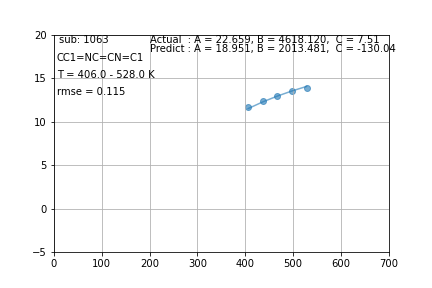 sub: 1063
Actual : A = 22.659, B = 4618.120, C = 7.51
Predict : A = 18.951, B = 2013.481, C = -130.04
CC1=NC=CN=C1
T = 406.0 - 528.0 K
rmse = 0.115
20
15
10
5
0
−5
0 100 200 300 400 500 600 700